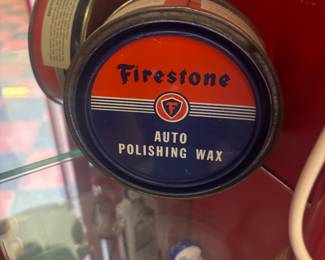 Firestone
F
AUTO
POLISHING WAX